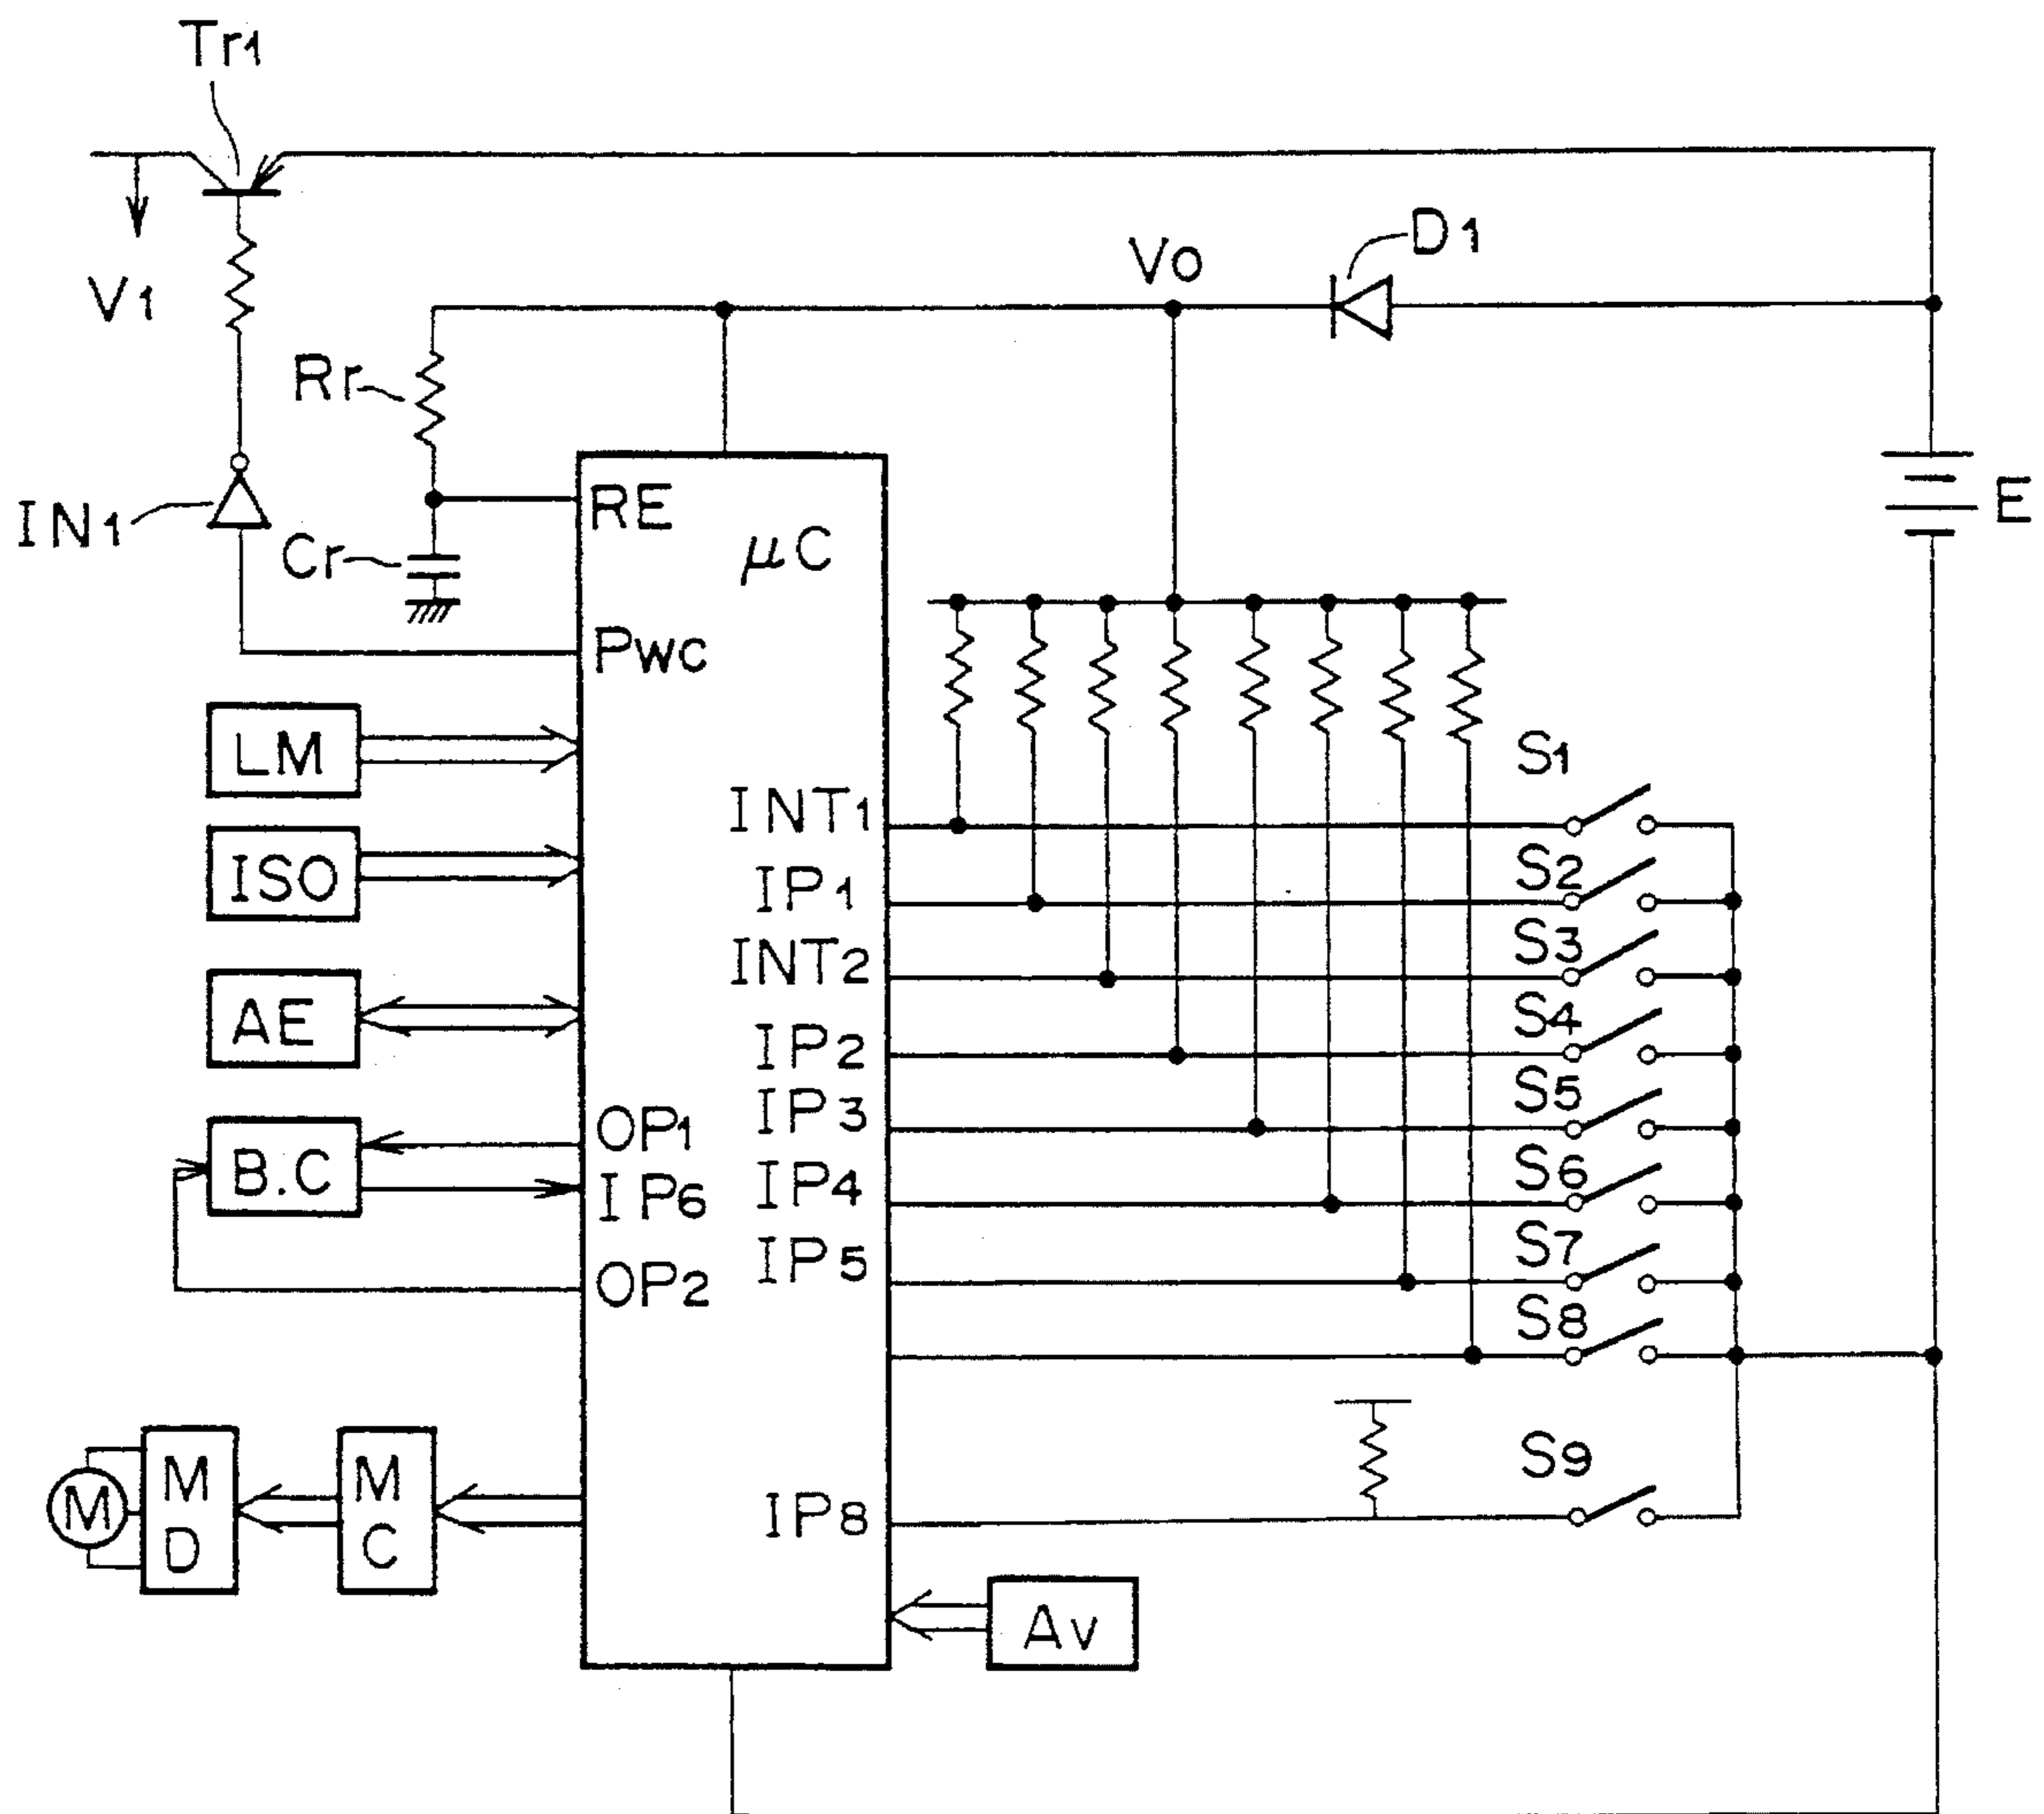 Tr1
V1
Vo
D1
Rr
IN1
Cr
RE
μC
E
Pwc
LM
ISO
AE
B.C
OP1
IP6
OP2
INT1
IP1
INT2
IP2
IP3
IP4
IP5
IP8
S1
S2
S3
S4
S5
S6
S7
S8
S9
M
M
D
M
C
Av